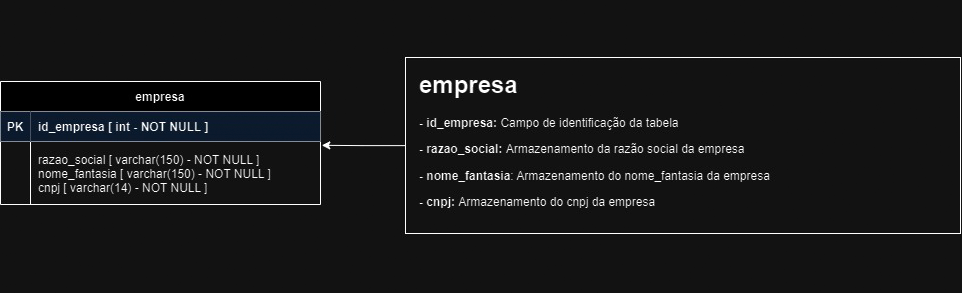 empresa
PK id_empresa [ int - NOT NULL ]
razao_social [ varchar(150) - NOT NULL ]
nome_fantasia [ varchar(150) - NOT NULL ]
cnpj [ varchar(14) - NOT NULL ]
empresa
- id_empresa: Campo de identificação da tabela
- razao_social: Armazenamento da razão social da empresa
- nome_fantasia: Armazenamento do nome_fantasia da empresa
- cnpj: Armazenamento do cnpj da empresa